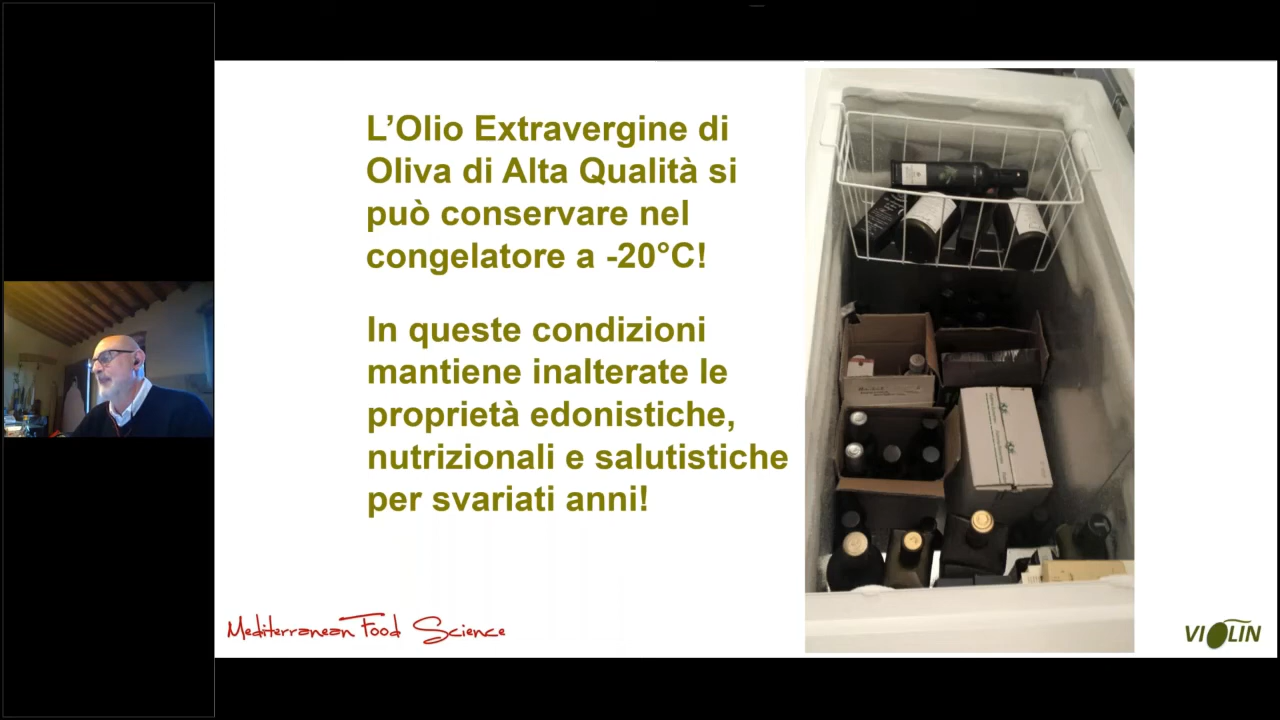 L’Olio Extravergine di
Oliva di Alta Qualità si
può conservare nel
congelatore a -20°C!
In queste condizioni
mantiene inalterate le
proprietà edonistiche,
nutrizionali e salutistiche
per svariati anni!
Mediterranean Food Science
VIOLIN